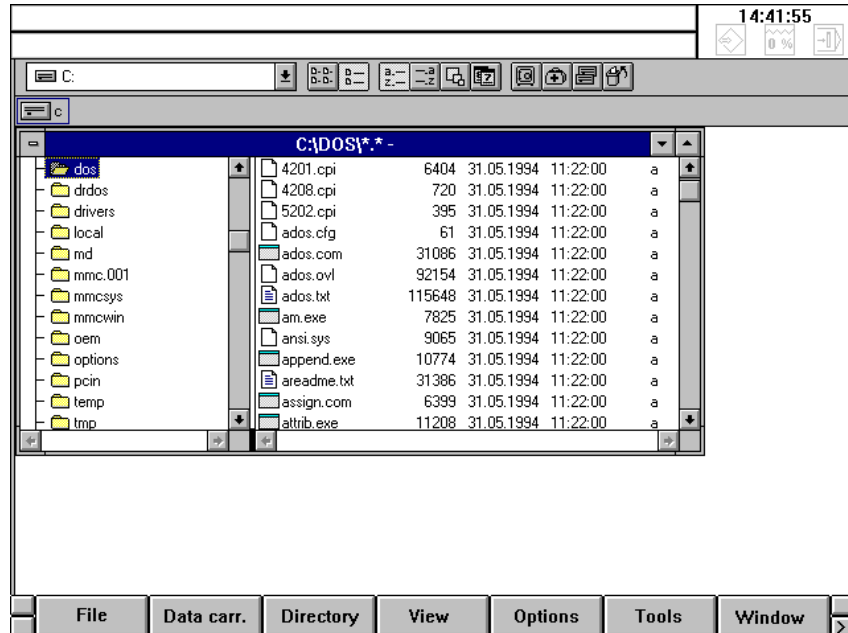 14:41:55
0 %
C:
c
C:\DOS\*.* -
dos
drdos
drivers
local
md
mmc.001
mmcsys
mmcwin
oem
options
pcin
temp
tmp
4201.cpi 6404 31.05.1994 11:22:00 a
4208.cpi 720 31.05.1994 11:22:00 a
5202.cpi 395 31.05.1994 11:22:00 a
ados.cfg 61 31.05.1994 11:22:00 a
ados.com 31086 31.05.1994 11:22:00 a
ados.ovl 92154 31.05.1994 11:22:00 a
ados.txt 115648 31.05.1994 11:22:00 a
am.exe 7825 31.05.1994 11:22:00 a
ansi.sys 9065 31.05.1994 11:22:00 a
append.exe 10774 31.05.1994 11:22:00 a
areadme.txt 31386 31.05.1994 11:22:00 a
assign.com 6399 31.05.1994 11:22:00 a
attrib.exe 11208 31.05.1994 11:22:00 a
File Data carr. Directory View Options Tools Window >